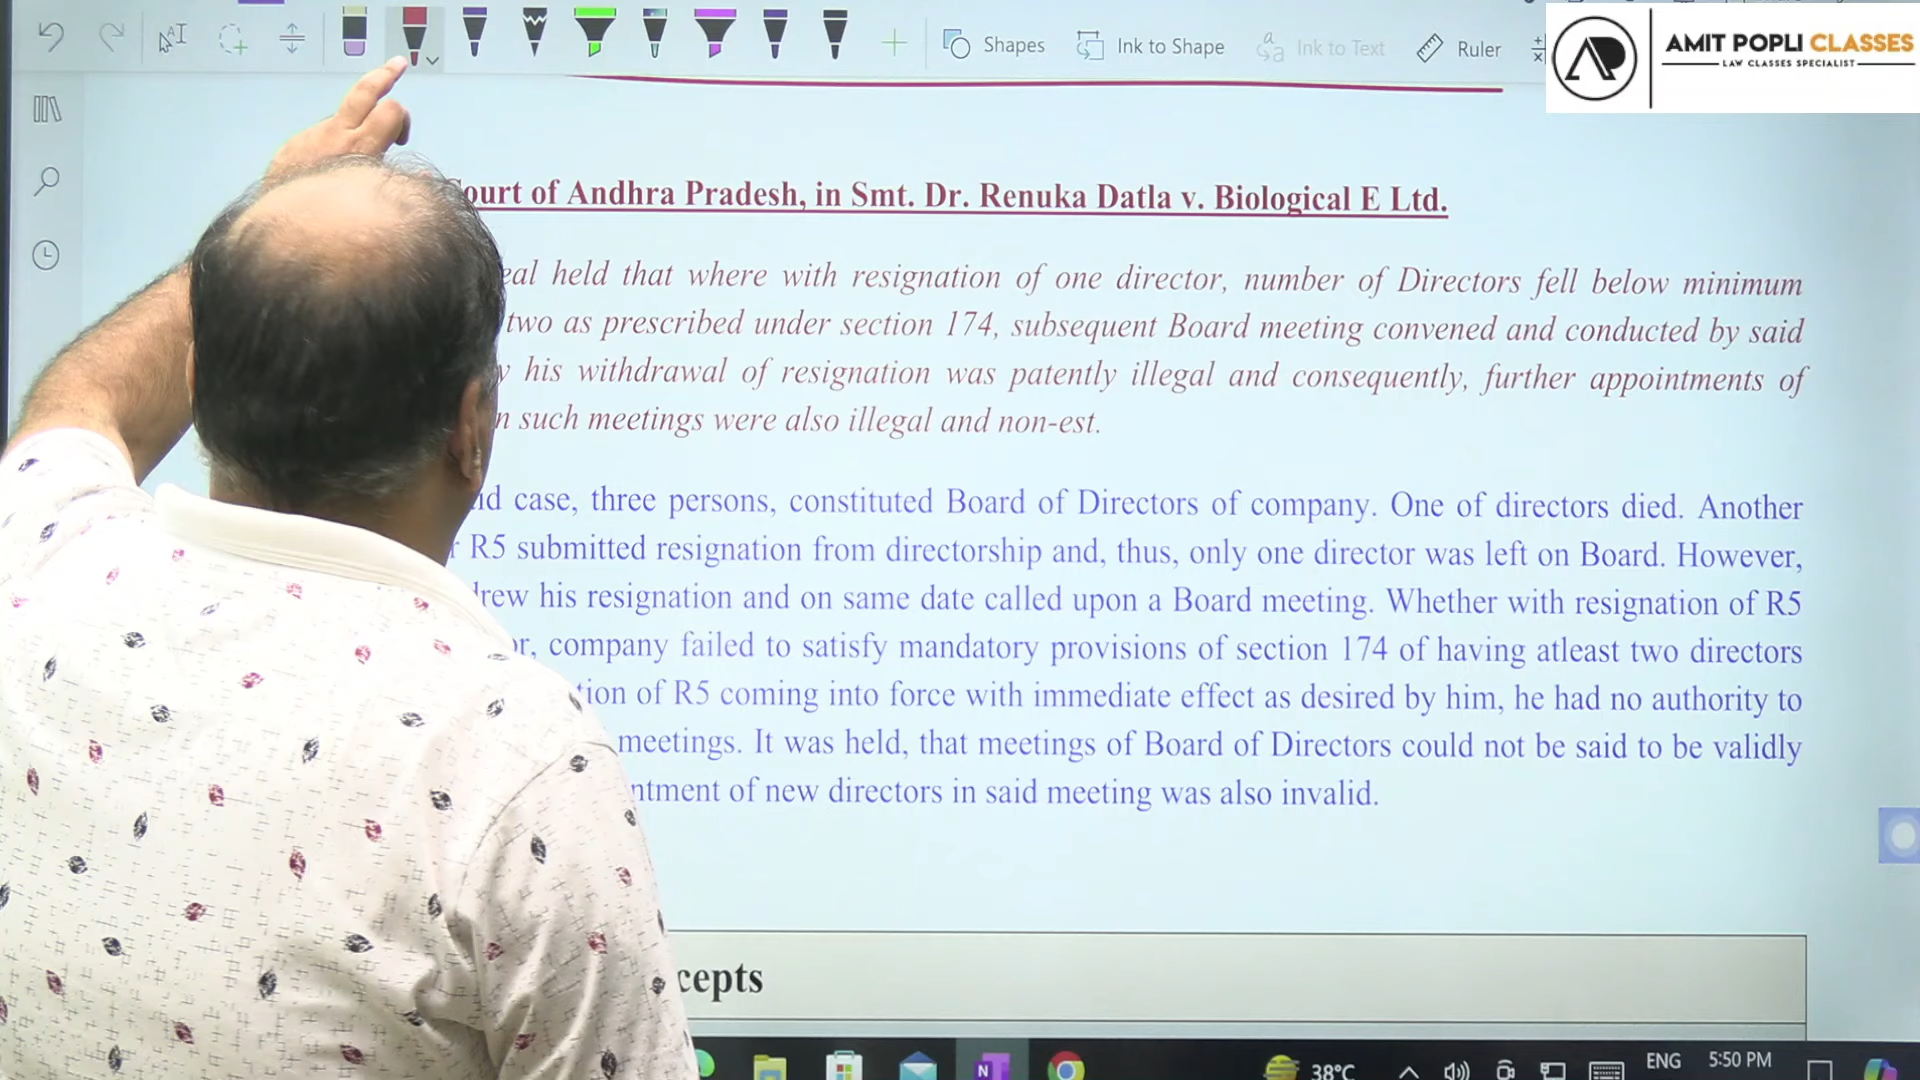 Shapes
Ink to Shape
Ink to Text
Ruler
AP
AMIT POPLI CLASSES
LAW CLASSES SPECIALIST
of Andhra Pradesh, in Smt. Dr. Renuka Datla v. Biological E Ltd.
held that where with resignation of one director, number of Directors fell below minimum
two as prescribed under section 174, subsequent Board meeting convened and conducted by said
his withdrawal of resignation was patently illegal and consequently, further appointments of
such meetings were also illegal and non-est.
case, three persons, constituted Board of Directors of company. One of directors died. Another
R5 submitted resignation from directorship and, thus, only one director was left on Board. However,
his resignation and on same date called upon a Board meeting. Whether with resignation of R5
company failed to satisfy mandatory provisions of section 174 of having atleast two directors
of R5 coming into force with immediate effect as desired by him, he had no authority to
meetings. It was held, that meetings of Board of Directors could not be said to be validly
of new directors in said meeting was also invalid.
cepts
38°C
ENG
5:50 PM